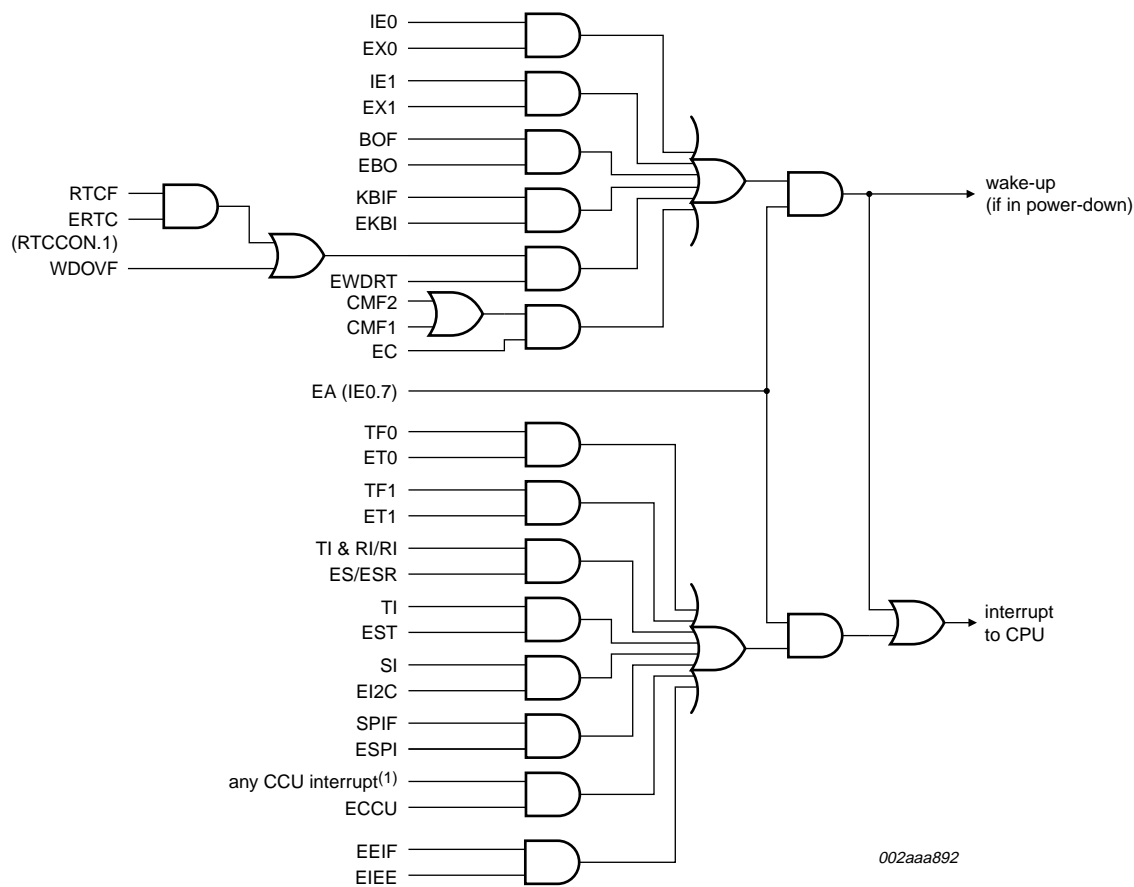 IE0
EX0
IE1
EX1
BOF
EBO
KBIF
EKBI
RTCF
ERTC
(RTCCON.1)
WDOVF
EWDRT
CMF2
CMF1
EC
wake-up
(if in power-down)
EA (IE0.7)
TF0
ET0
TF1
ET1
TI & RI/RI
ES/ESR
TI
EST
SI
EI2C
SPIF
ESPI
any CCU interrupt(1)
ECCU
EEIF
EIEE
interrupt
to CPU
002aaa892